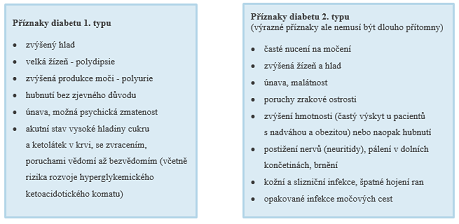 Příznaky diabetu 1. typu
• zvýšený hlad
• velká žízeň - polydipsie
• zvýšená produkce moči - polyurie
• hubnutí bez zjevného důvodu
• únava, možná psychická zmatenost
• akutní stav vysoké hladiny cukru
a ketolátek v krvi, se zvracením,
poruchami vědomí až bezvědomím (včetně
rizika rozvoje hyperglykemického
ketoacidotického komatu)
Příznaky diabetu 2. typu
(výrazné příznaky ale nemusí být dlouho přítomny)
• časté nucení na močení
• zvýšená žízeň a hlad
• únava, malátnost
• poruchy zrakové ostrosti
• zvýšení hmotnosti (častý výskyt u pacientů
s nadváhou a obezitou) nebo naopak hubnutí
• postižení nervů (neuritidy), pálení v dolních
končetinách, brnění
• kožní a slizniční infekce, špatné hojení ran
• opakované infekce močových cest